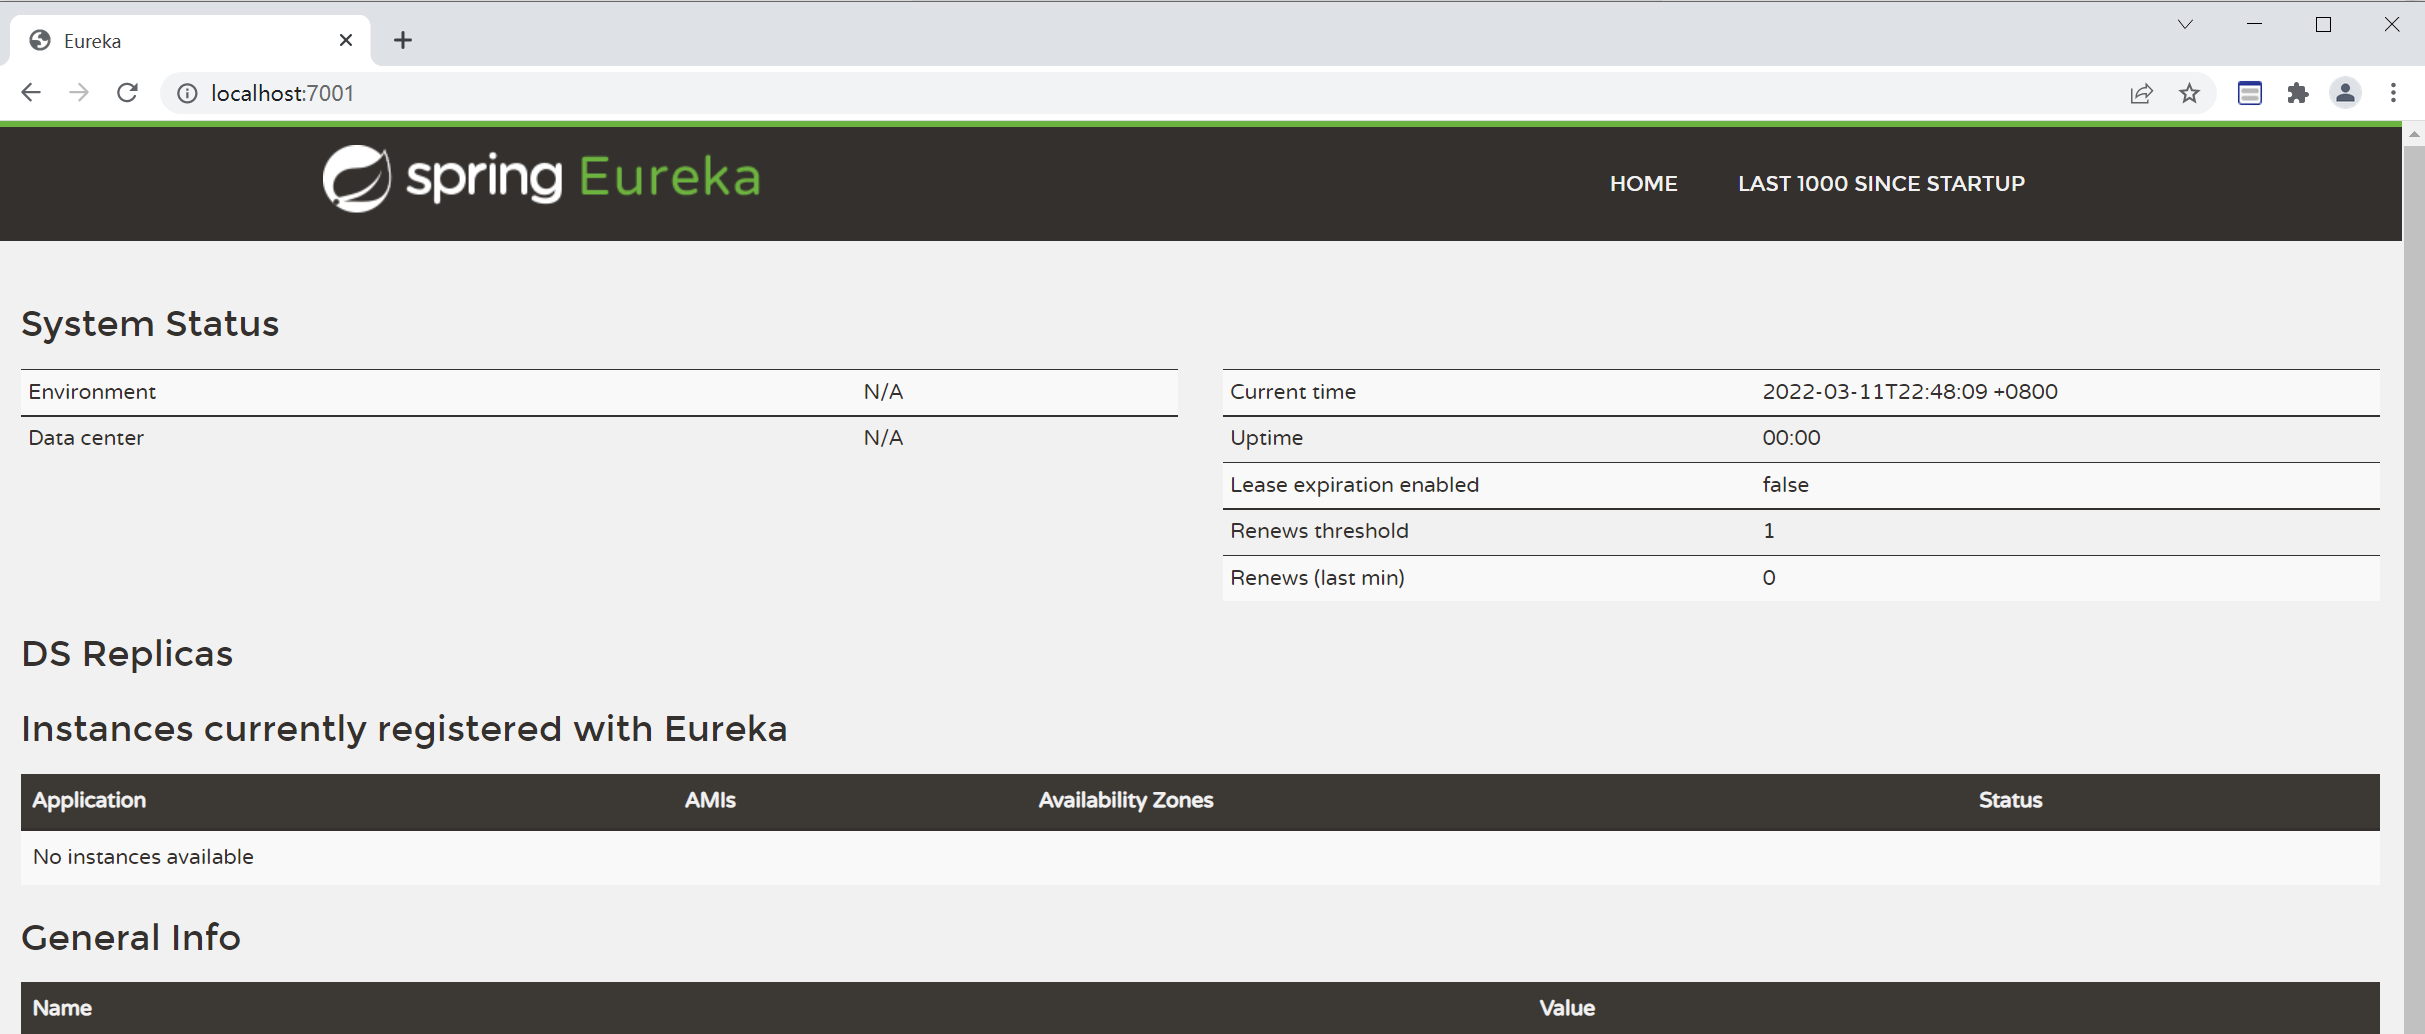 Eureka
localhost:7001
spring Eureka
HOME
LAST 1000 SINCE STARTUP
System Status
Environment N/A
Data center N/A
Current time 2022-03-11T22:48:09 +0800
Uptime 00:00
Lease expiration enabled false
Renews threshold 1
Renews (last min) 0
DS Replicas
Instances currently registered with Eureka
Application AMIs Availability Zones Status
No instances available
General Info
Name Value